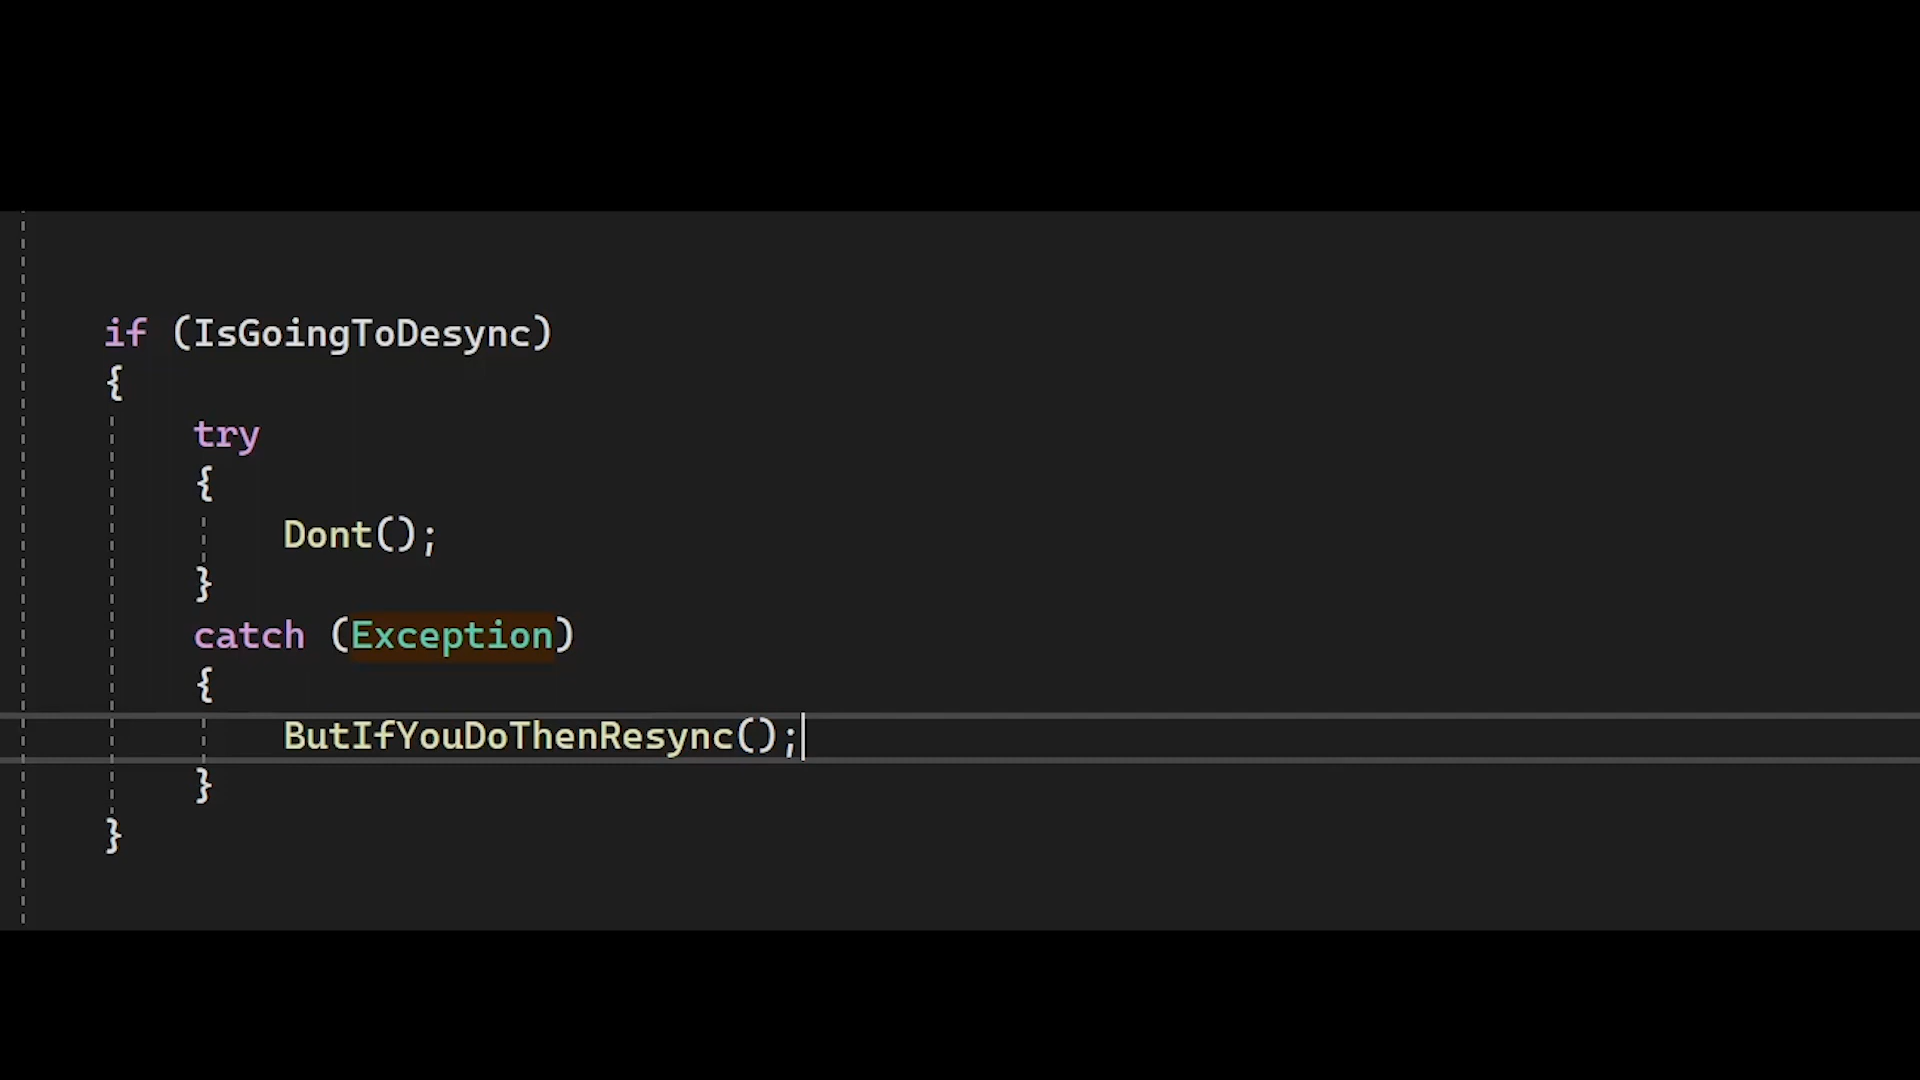 if (IsGoingToDesync)
{
try
{
Dont();
}
catch (Exception)
{
ButIfYouDoThenResync();
}
}